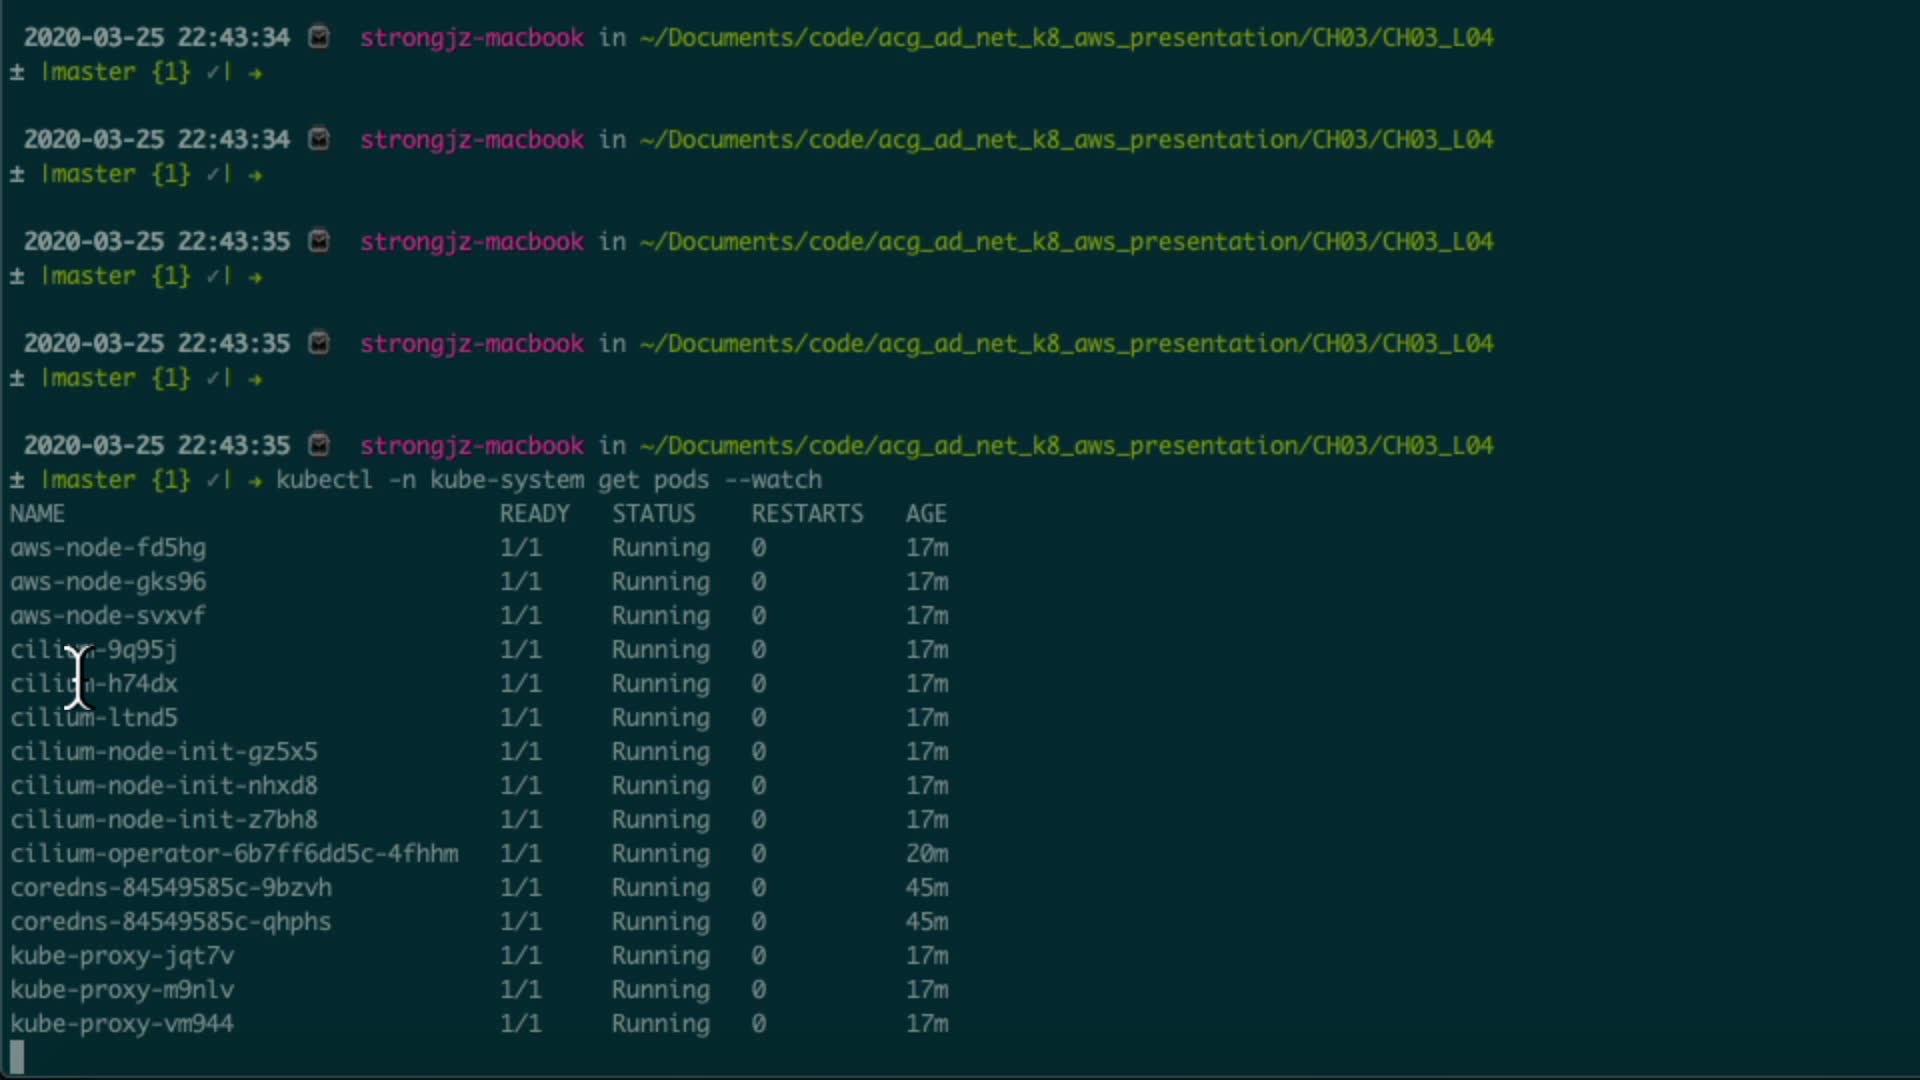 2020-03-25 22:43:34 strongjz-macbook in ~/Documents/code/acg_ad_net_k8_aws_presentation/CH03/CH03_L04
± |master {1} ✓| →
2020-03-25 22:43:34 strongjz-macbook in ~/Documents/code/acg_ad_net_k8_aws_presentation/CH03/CH03_L04
± |master {1} ✓| →
2020-03-25 22:43:35 strongjz-macbook in ~/Documents/code/acg_ad_net_k8_aws_presentation/CH03/CH03_L04
± |master {1} ✓| →
2020-03-25 22:43:35 strongjz-macbook in ~/Documents/code/acg_ad_net_k8_aws_presentation/CH03/CH03_L04
± |master {1} ✓| →
2020-03-25 22:43:35 strongjz-macbook in ~/Documents/code/acg_ad_net_k8_aws_presentation/CH03/CH03_L04
± |master {1} ✓| → kubectl -n kube-system get pods --watch
NAME READY STATUS RESTARTS AGE
aws-node-fd5hg 1/1 Running 0 17m
aws-node-gks96 1/1 Running 0 17m
aws-node-svxvf 1/1 Running 0 17m
cilium-9q95j 1/1 Running 0 17m
cilium-h74dx 1/1 Running 0 17m
cilium-ltnd5 1/1 Running 0 17m
cilium-node-init-gz5x5 1/1 Running 0 17m
cilium-node-init-nhxd8 1/1 Running 0 17m
cilium-node-init-z7bh8 1/1 Running 0 17m
cilium-operator-6b7ff6dd5c-4fhhm 1/1 Running 0 20m
coredns-84549585c-9bzvh 1/1 Running 0 45m
coredns-84549585c-qhphs 1/1 Running 0 45m
kube-proxy-jqt7v 1/1 Running 0 17m
kube-proxy-m9nlv 1/1 Running 0 17m
kube-proxy-vm944 1/1 Running 0 17m